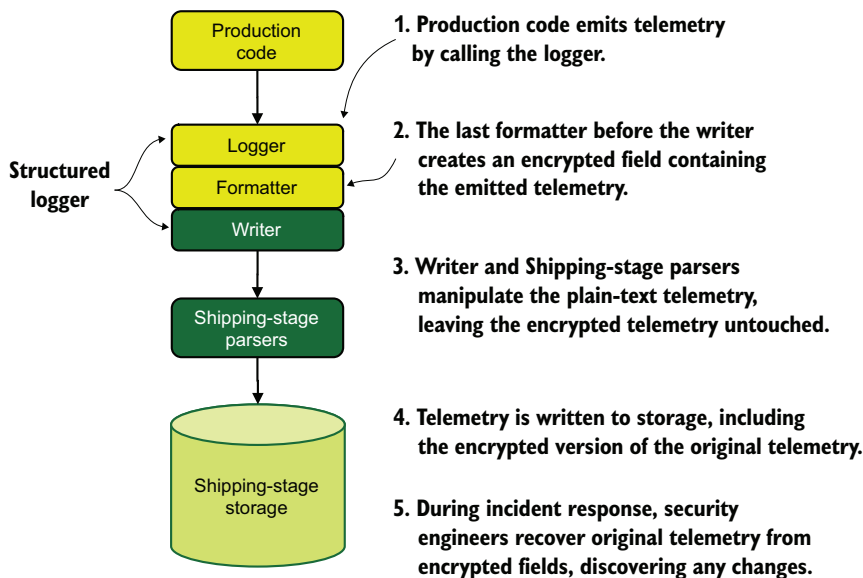 Production
code
1. Production code emits telemetry
by calling the logger.
Structured
logger
Logger
Formatter
Writer
2. The last formatter before the writer
creates an encrypted field containing
the emitted telemetry.
Shipping-stage
parsers
3. Writer and Shipping-stage parsers
manipulate the plain-text telemetry,
leaving the encrypted telemetry untouched.
Shipping-stage
storage
4. Telemetry is written to storage, including
the encrypted version of the original telemetry.
5. During incident response, security
engineers recover original telemetry from
encrypted fields, discovering any changes.